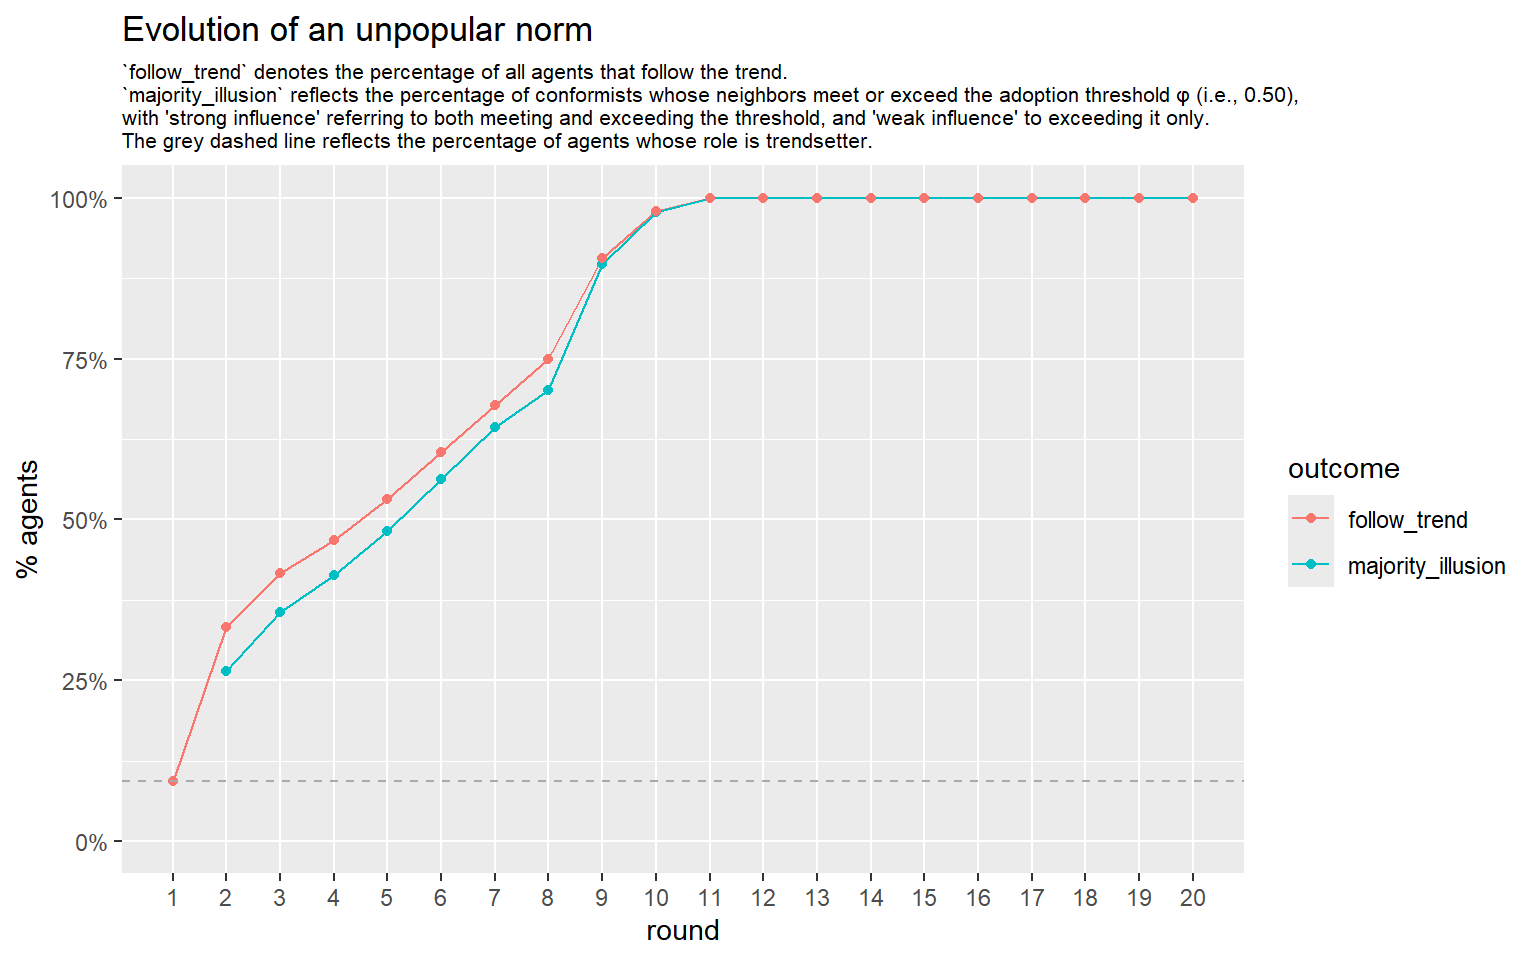 Evolution of an unpopular norm
`follow_trend` denotes the percentage of all agents that follow the trend.
`majority_illusion` reflects the percentage of conformists whose neighbors meet or exceed the adoption threshold φ (i.e., 0.50),
with 'strong influence' referring to both meeting and exceeding the threshold, and 'weak influence' to exceeding it only.
The grey dashed line reflects the percentage of agents whose role is trendsetter.
100%
75%
50%
25%
0%
% agents
1 2 3 4 5 6 7 8 9 10 11 12 13 14 15 16 17 18 19 20
round
outcome
follow_trend
majority_illusion